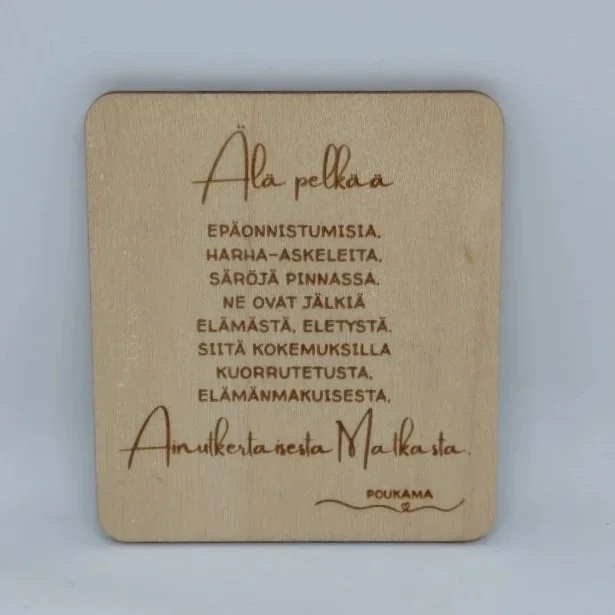 Älä pelkää
EPÄONNISTUMISIA,
HARHA-ASKELEITA,
SÄRÖJÄ PINNASSA.
NE OVAT JÄLKIÄ
ELÄMÄSTÄ, ELETYSTÄ.
SIITÄ KOKEMUKSILLA
KUORRUTETUSTA,
ELÄMÄNMAKUISESTA,
Ainutkertaisesta Matkasta.
POUKAMA